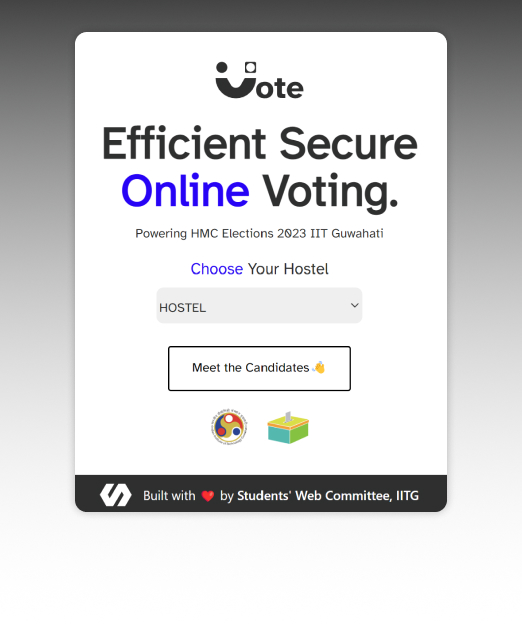 Vote
Efficient Secure
Online Voting.
Powering HMC Elections 2023 IIT Guwahati
Choose Your Hostel
HOSTEL
Meet the Candidates 👏
Built with ❤️ by Students' Web Committee, IITG